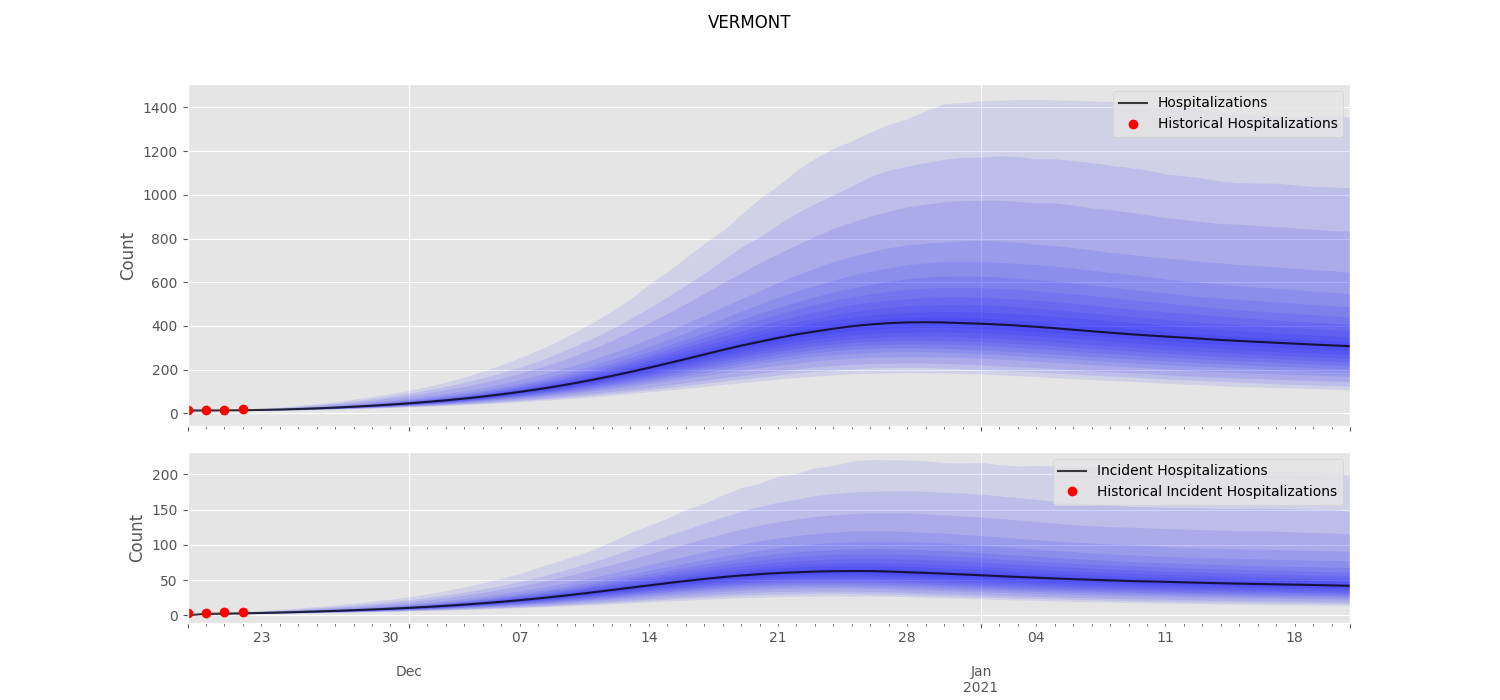 VERMONT
1400
1200
1000
800
600
400
200
0
Count
Hospitalizations
Historical Hospitalizations
200
150
100
50
0
Count
Incident Hospitalizations
Historical Incident Hospitalizations
23 30 07 14 21 28 04 11 18
Dec Jan
2021